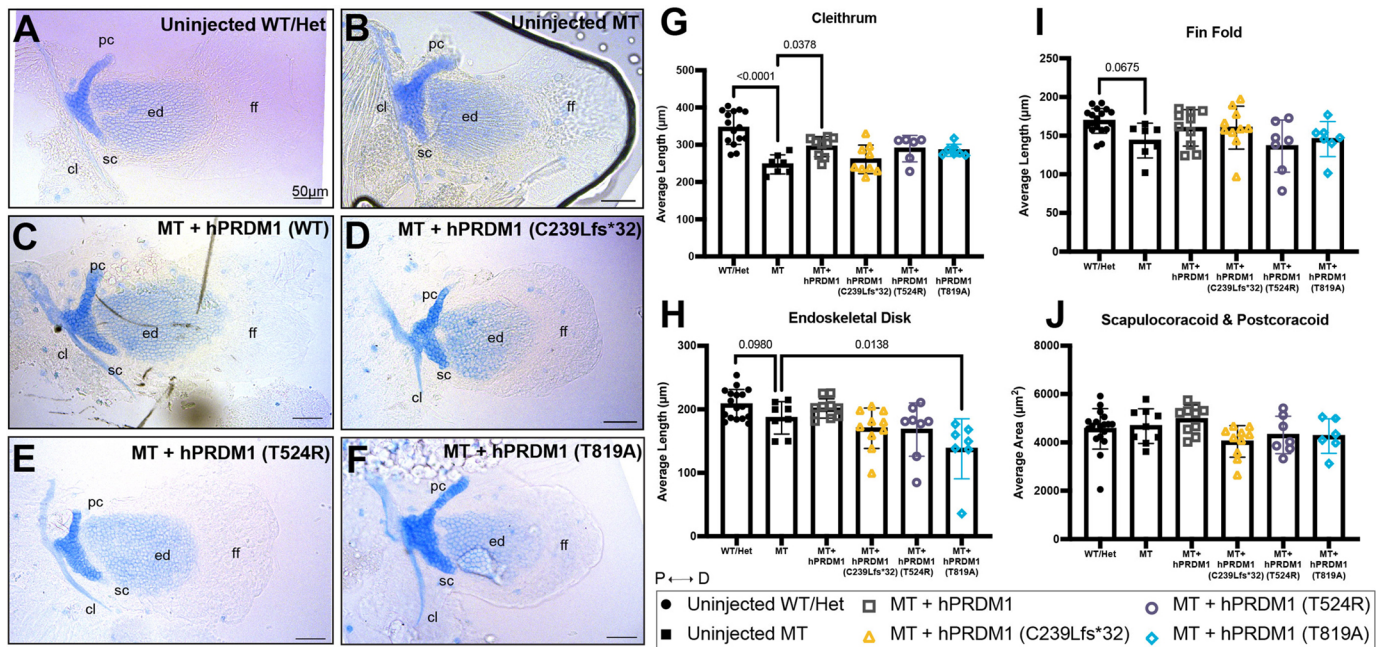 A
Uninjected WT/Het
pc
ed
ff
sc
cl
50µm
B
Uninjected MT
pc
cl
ed
ff
sc
C
MT + hPRDM1 (WT)
pc
ed
ff
cl
sc
D
MT + hPRDM1 (C239Lfs*32)
pc
ed
ff
sc
cl
E
MT + hPRDM1 (T524R)
pc
ed
ff
sc
cl
F
MT + hPRDM1 (T819A)
pc
ed
ff
sc
cl
G
Cleithrum
0.0378
<0.0001
Average Length (µm)
500
400
300
200
100
0
WT/Het
MT
MT+
hPRDM1
MT+
hPRDM1
(C239Lfs*32)
MT+
hPRDM1
(T524R)
MT+
hPRDM1
(T819A)
H
Endoskeletal Disk
0.0980
0.0138
Average Length (µm)
300
200
100
0
WT/Het
MT
MT+
hPRDM1
MT+
hPRDM1
(C239Lfs*32)
MT+
hPRDM1
(T524R)
MT+
hPRDM1
(T819A)
I
Fin Fold
0.0675
Average Length (µm)
250
200
150
100
50
0
WT/Het
MT
MT+
hPRDM1
MT+
hPRDM1
(C239Lfs*32)
MT+
hPRDM1
(T524R)
MT+
hPRDM1
(T819A)
J
Scapulocoracoid & Postcoracoid
Average Area (µm²)
8000
6000
4000
2000
0
WT/Het
MT
MT+
hPRDM1
MT+
hPRDM1
(C239Lfs*32)
MT+
hPRDM1
(T524R)
MT+
hPRDM1
(T819A)
P ⟷ D
Uninjected WT/Het
MT + hPRDM1
MT + hPRDM1 (T524R)
Uninjected MT
MT + hPRDM1 (C239Lfs*32)
MT + hPRDM1 (T819A)